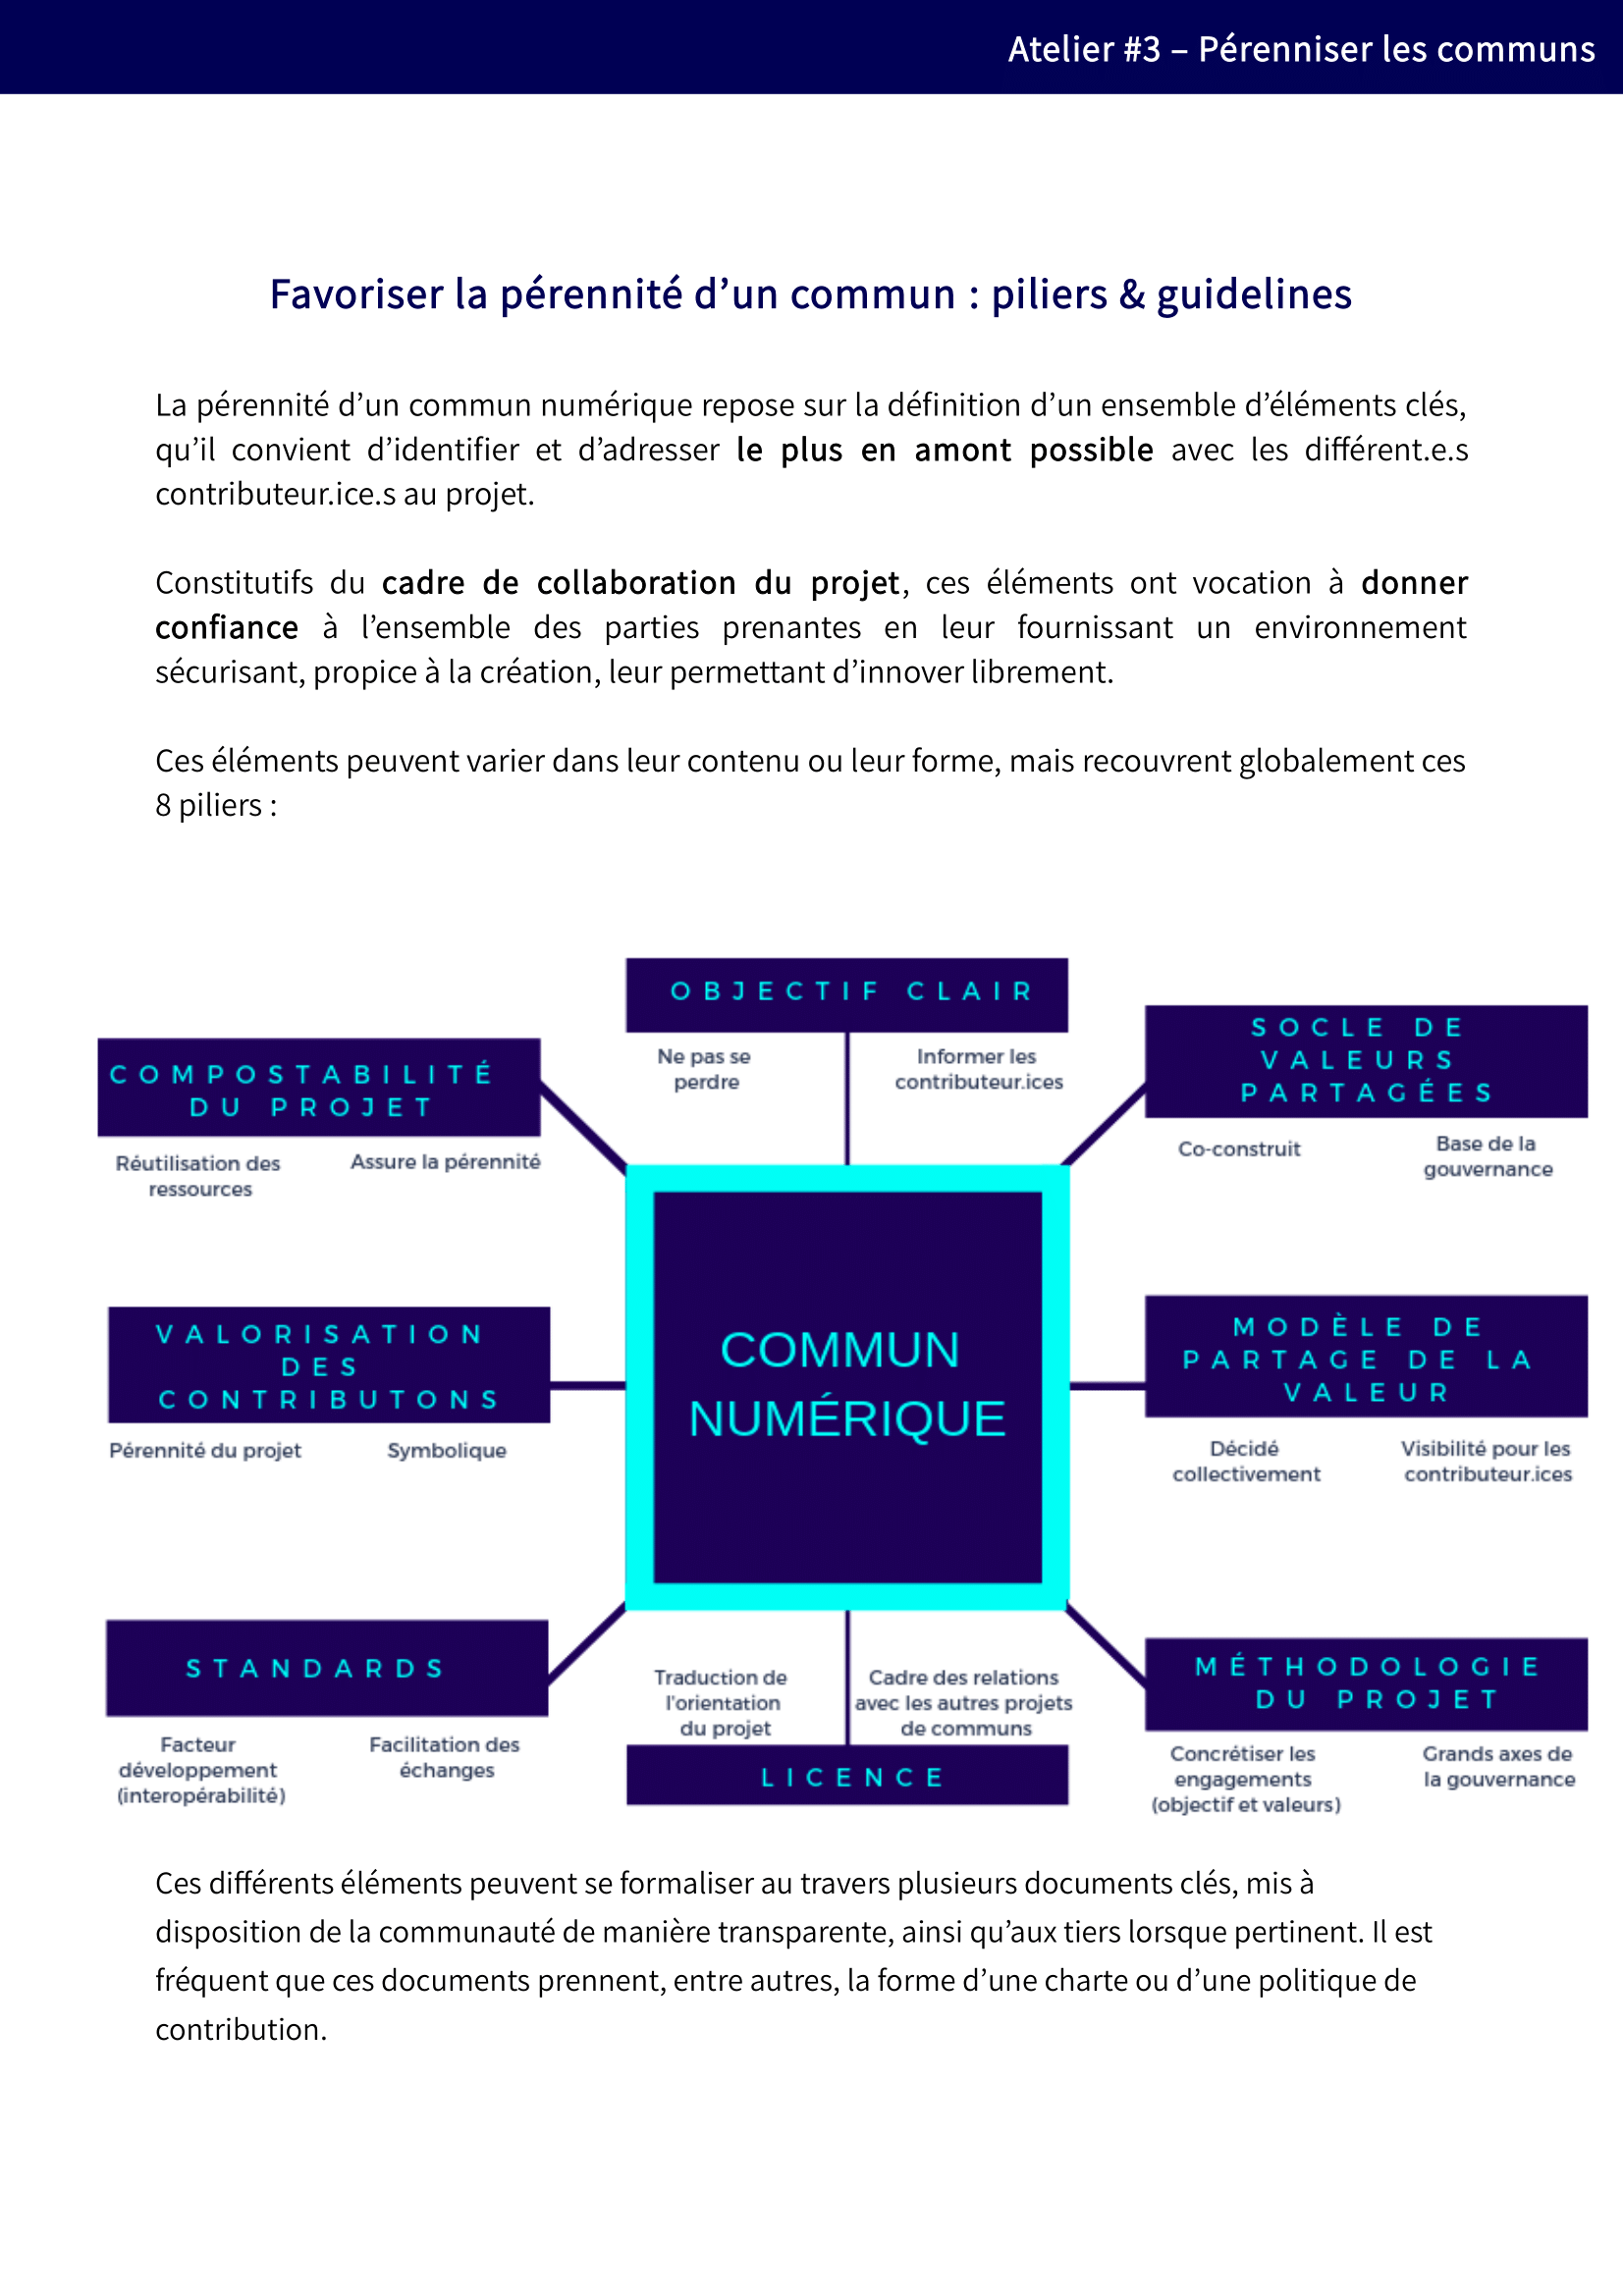 Atelier #3 – Pérenniser les communs
Favoriser la pérennité d’un commun : piliers & guidelines
La pérennité d’un commun numérique repose sur la définition d’un ensemble d’éléments clés,
qu’il convient d’identifier et d’adresser le plus en amont possible avec les différent.e.s
contributeur.ice.s au projet.
Constitutifs du cadre de collaboration du projet, ces éléments ont vocation à donner
confiance à l’ensemble des parties prenantes en leur fournissant un environnement
sécurisant, propice à la création, leur permettant d’innover librement.
Ces éléments peuvent varier dans leur contenu ou leur forme, mais recouvrent globalement ces
8 piliers :
OBJECTIF CLAIR
Ne pas se
perdre
Informer les
contributeur.ices
SOCLE DE
VALEURS
PARTAGÉES
Co-construit
Base de la
gouvernance
COMPOSTABILITÉ
DU PROJET
Réutilisation des
ressources
Assure la pérennité
COMMUN
NUMÉRIQUE
VALORISATION
DES
CONTRIBUTONS
Pérennité du projet
Symbolique
MODÈLE DE
PARTAGE DE LA
VALEUR
Décidé
collectivement
Visibilité pour les
contributeur.ices
STANDARDS
Facteur
développement
(interopérabilité)
Facilitation des
échanges
Traduction de
l'orientation
du projet
Cadre des relations
avec les autres projets
de communs
LICENCE
MÉTHODOLOGIE
DU PROJET
Concrétiser les
engagements
(objectif et valeurs)
Grands axes de
la gouvernance
Ces différents éléments peuvent se formaliser au travers plusieurs documents clés, mis à
disposition de la communauté de manière transparente, ainsi qu’aux tiers lorsque pertinent. Il est
fréquent que ces documents prennent, entre autres, la forme d’une charte ou d’une politique de
contribution.